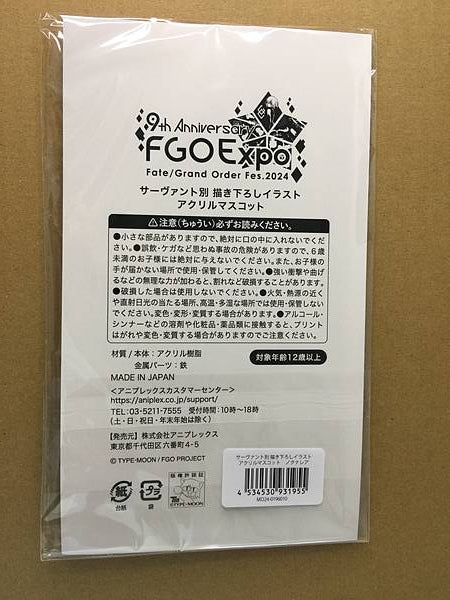 9th Anniversary
FGO Expo
Fate/Grand Order Fes.2024
サーヴァント別 描き下ろしイラスト
アクリルマスコット
注意(ちゅうい)必ずお読みください。
●小さな部品がありますので、絶対に口の中に入れないでくだ
さい。●誤飲・ケガなど思わぬ事故の危険がありますので、6歳
未満のお子様には絶対に与えないでください。また、お子様の
手が届かない場所で使用・保管してください。●強い衝撃や曲げ
るなどの無理な力が加わると、割れなど破損することがあります。
●破損した場合は使用しないでください。●火気・熱源の近く
や直射日光の当たる場所、高温・多湿な場所では使用・保管しない
でください。変色・変形・変質する場合があります。●アルコール・
シンナーなどの溶剤や化粧品・薬品類に接触すると、プリント
はがれや変色・変質する場合がありますのでご注意ください。
材質 / 本体:アクリル樹脂
金属パーツ:鉄
対象年齢12歳以上
MADE IN JAPAN
<アニプレックスカスタマーセンター>
https://aniplex.co.jp/support/
TEL: 03-5211-7555 受付時間:10時〜18時
(土・日・祝日・年末年始は除く)
【発売元】株式会社アニプレックス
東京都千代田区六番町4-5
© TYPE-MOON / FGO PROJECT
紙
台紙
プラ
袋
版権許諾証
©TYPE-MOON
サーヴァント別 描き下ろしイラスト
アクリルマスコット ノクナレア
4 534530 931955
MD24-0196010